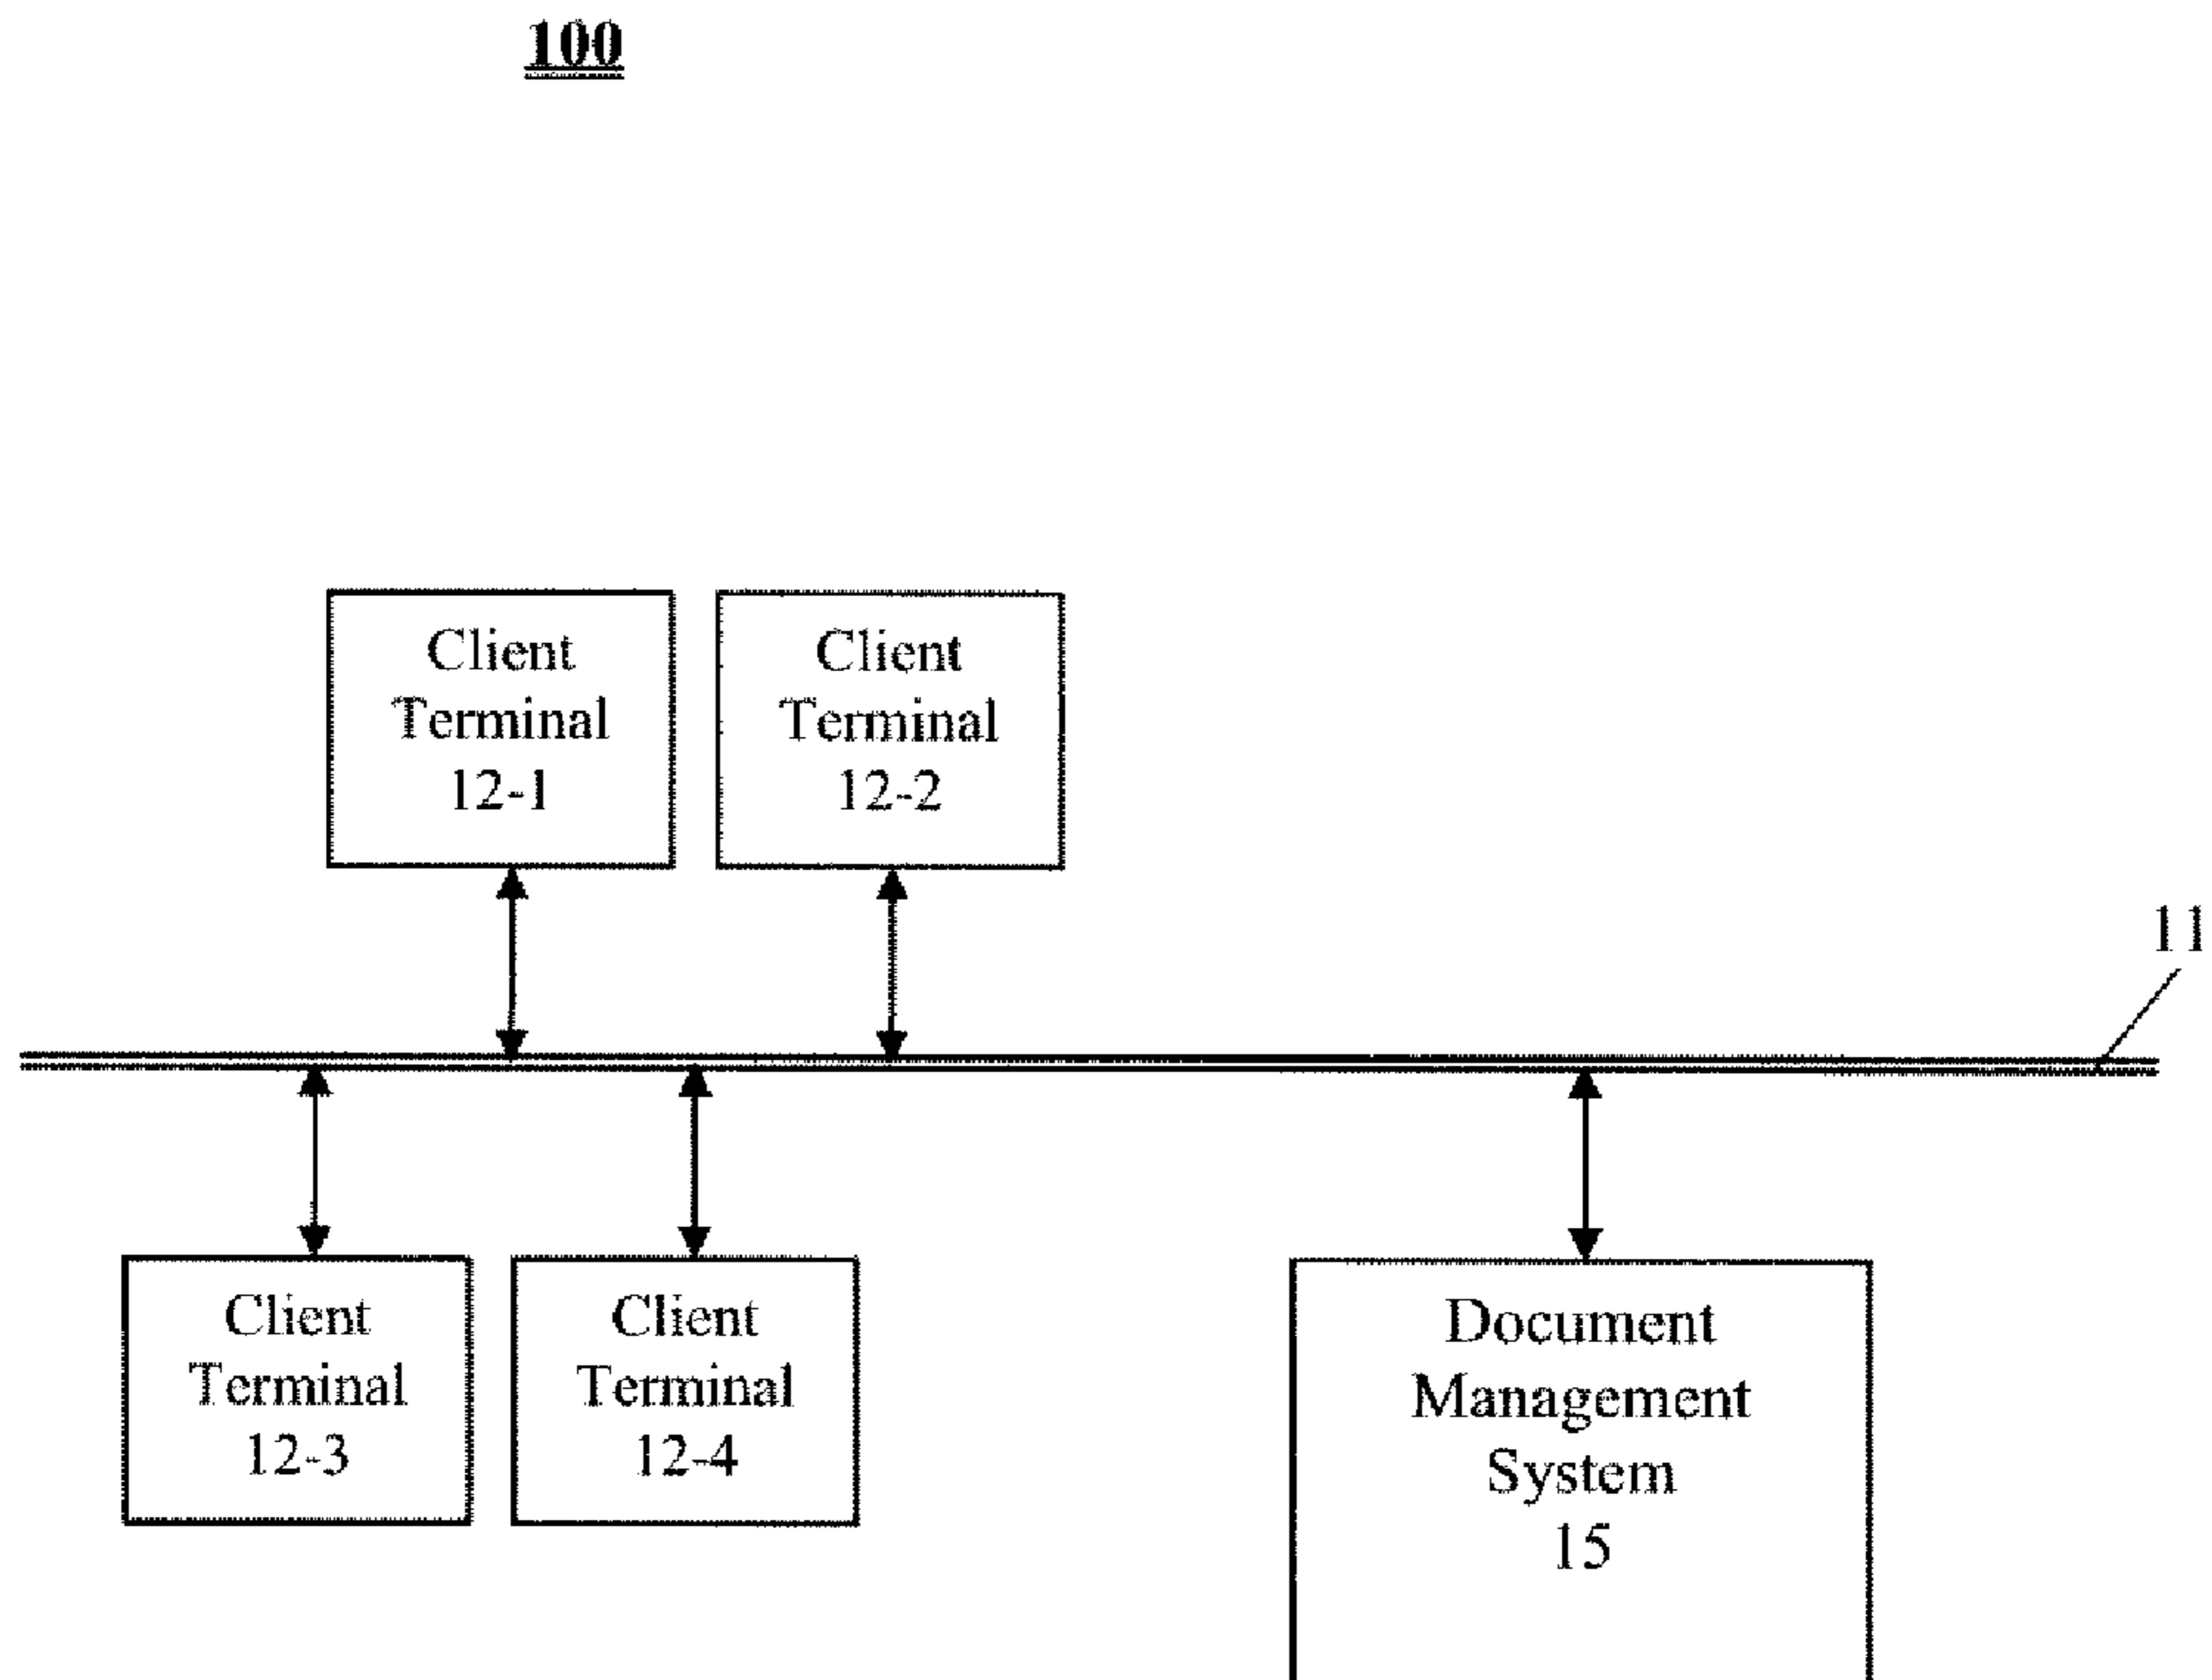 100
Client
Terminal
12-1
Client
Terminal
12-2
11
Client
Terminal
12-3
Client
Terminal
12-4
Document
Management
System
15